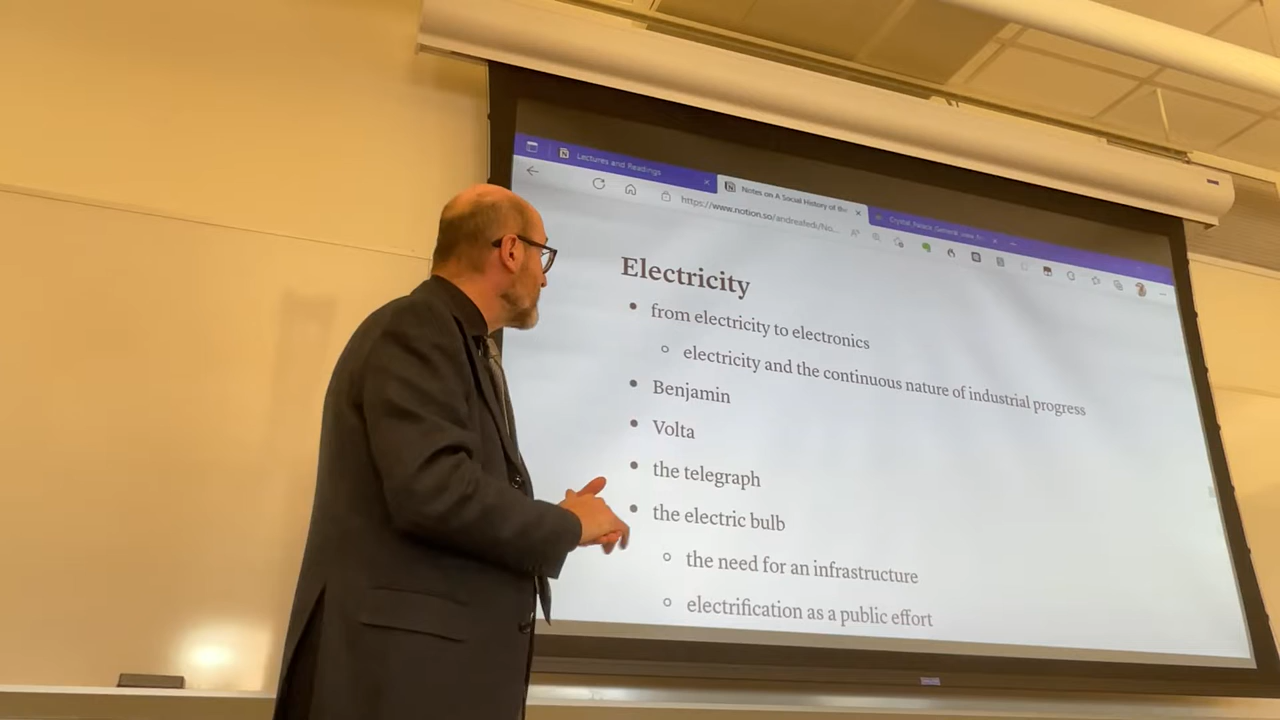 Lectures and Readings
Notes on A Social History of the
https://www.notion.so/andreafedi/No...
Electricity
from electricity to electronics
electricity and the continuous nature of industrial progress
Benjamin
Volta
the telegraph
the electric bulb
the need for an infrastructure
electrification as a public effort